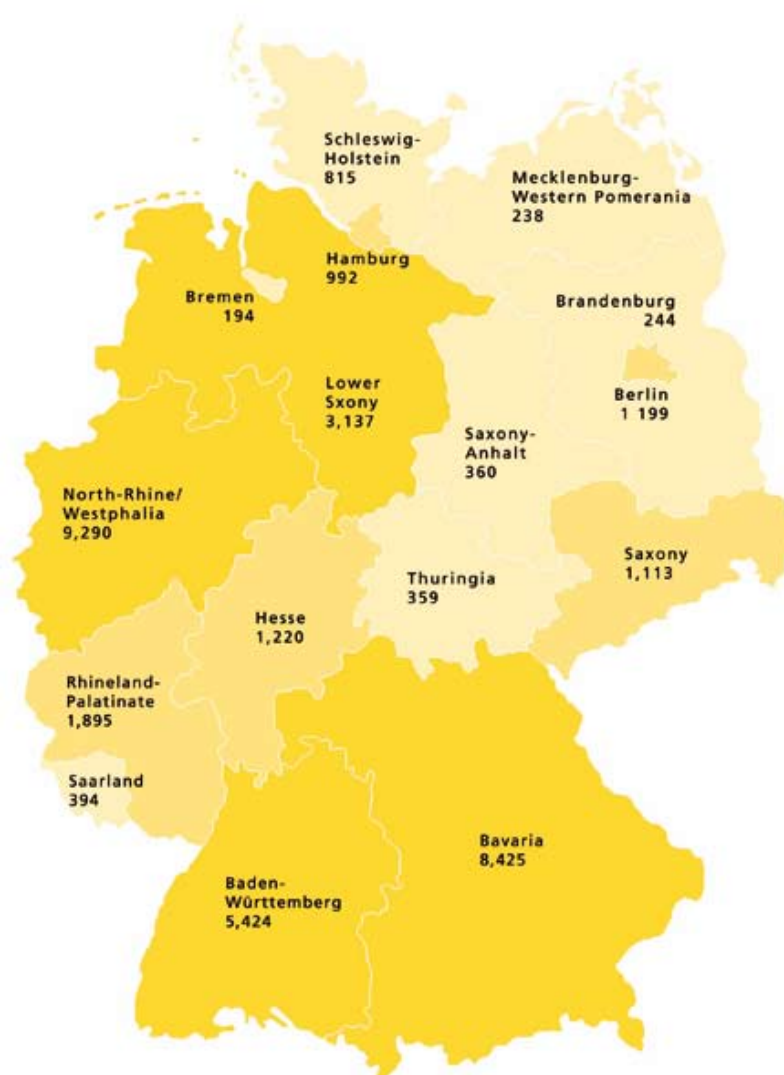 Schleswig-
Holstein
815
Mecklenburg-
Western Pomerania
238
Hamburg
992
Bremen
194
Brandenburg
244
Berlin
1 199
Lower
Sxony
3,137
Saxony-
Anhalt
360
North-Rhine/
Westphalia
9,290
Saxony
1,113
Thuringia
359
Hesse
1,220
Rhineland-
Palatinate
1,895
Saarland
394
Bavaria
8,425
Baden-
Württemberg
5,424